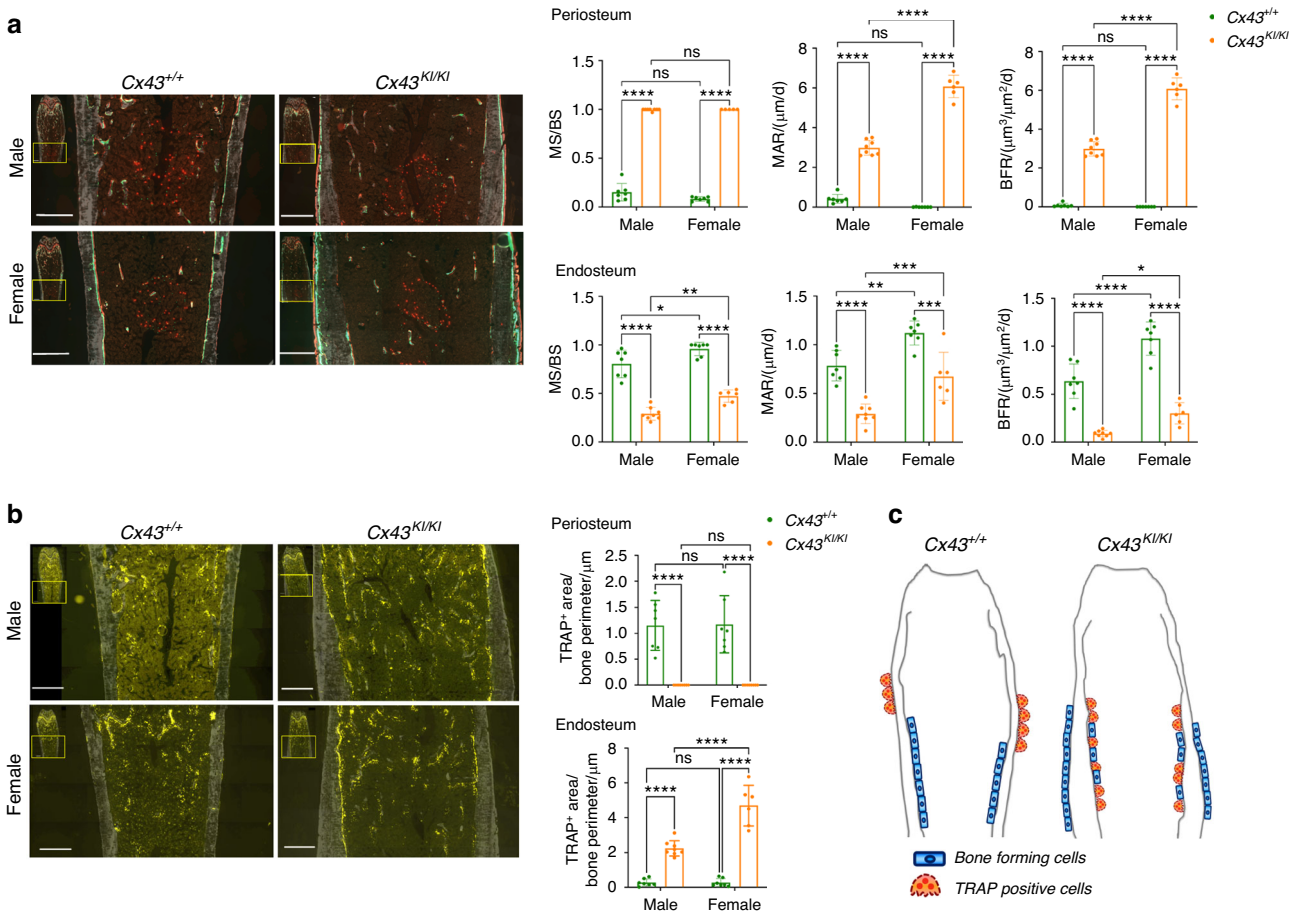 a
Cx43+/+
Cx43KI/KI
Male
Female
Periosteum
Cx43+/+
Cx43KI/KI
MS/BS
1.5
1.0
0.5
0.0
ns
ns
****
****
Male
Female
MAR/(μm/d)
8
6
4
2
0
****
ns
****
****
Male
Female
BFR/(μm3/μm2/d)
8
6
4
2
0
****
ns
****
****
Male
Female
Endosteum
MS/BS
1.5
1.0
0.5
0.0
**
*
****
****
Male
Female
MAR/(μm/d)
1.5
1.0
0.5
0.0
***
**
****
***
Male
Female
BFR/(μm3/μm2/d)
1.5
1.0
0.5
0.0
*
****
****
****
Male
Female
b
Cx43+/+
Cx43KI/KI
Male
Female
Periosteum
Cx43+/+
Cx43KI/KI
TRAP+ area/
bone perimeter/μm
2.5
2.0
1.5
1.0
0.5
0.0
ns
ns
****
****
Male
Female
Endosteum
TRAP+ area/
bone perimeter/μm
8
6
4
2
0
****
ns
****
****
Male
Female
c
Cx43+/+
Cx43KI/KI
Bone forming cells
TRAP positive cells